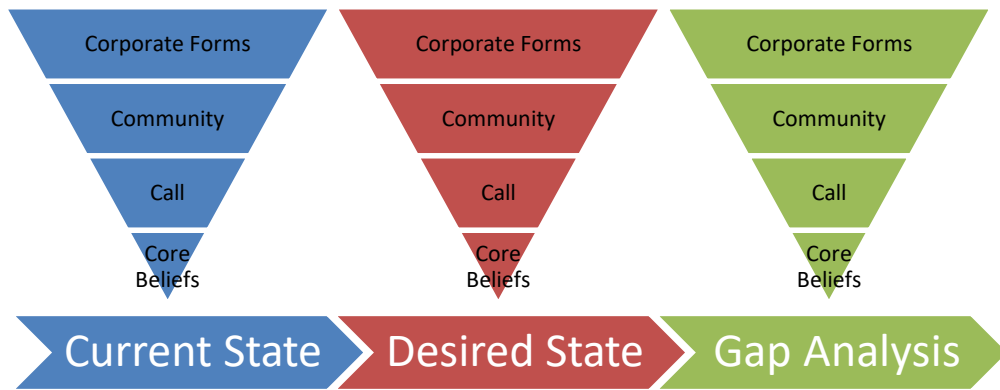 Corporate Forms
Community
Call
Core
Beliefs
Corporate Forms
Community
Call
Core
Beliefs
Corporate Forms
Community
Call
Core
Beliefs
Current State
Desired State
Gap Analysis